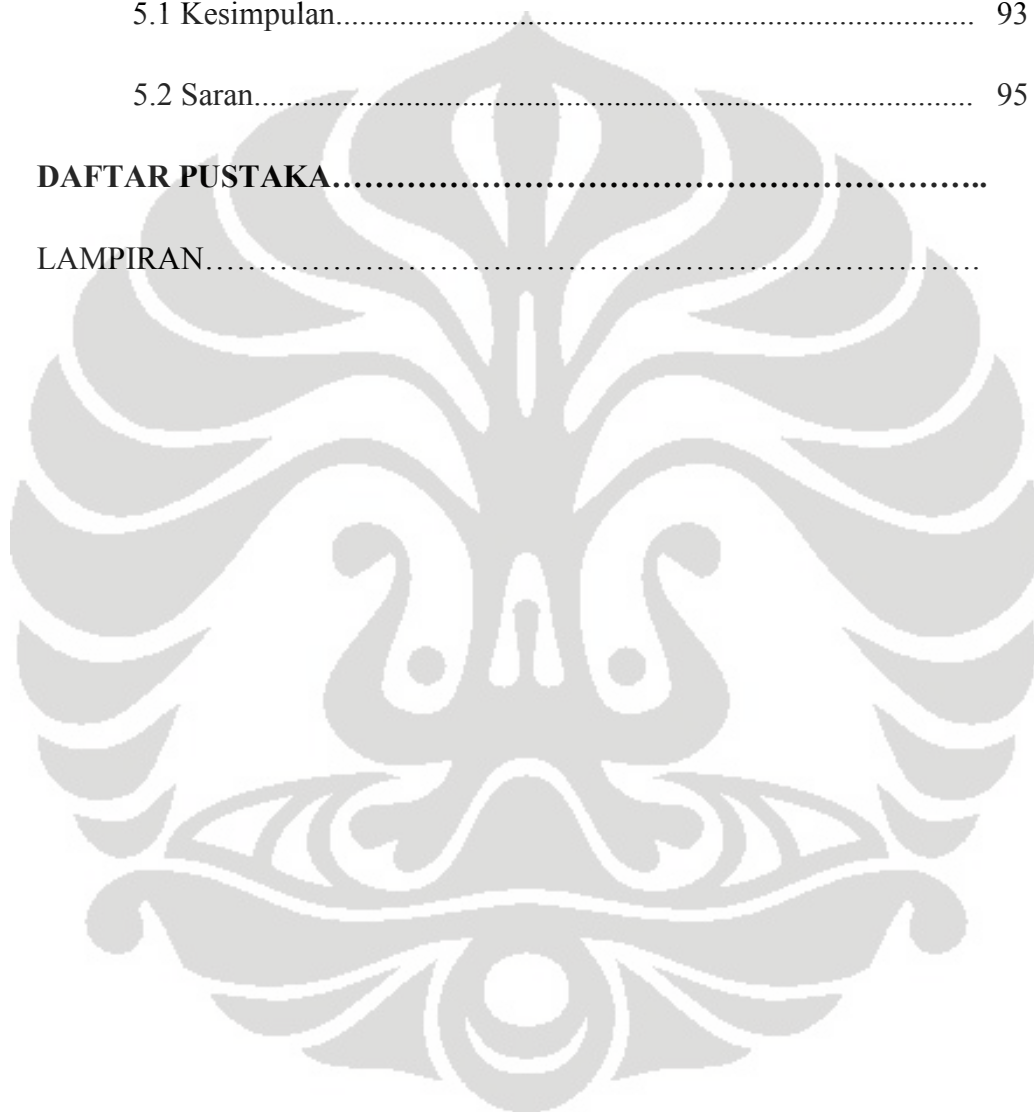 5.1 Kesimpulan.................................................................................. 93
5.2 Saran............................................................................................ 95
DAFTAR PUSTAKA…………………………………………………………..
LAMPIRAN……………………………………………………………………